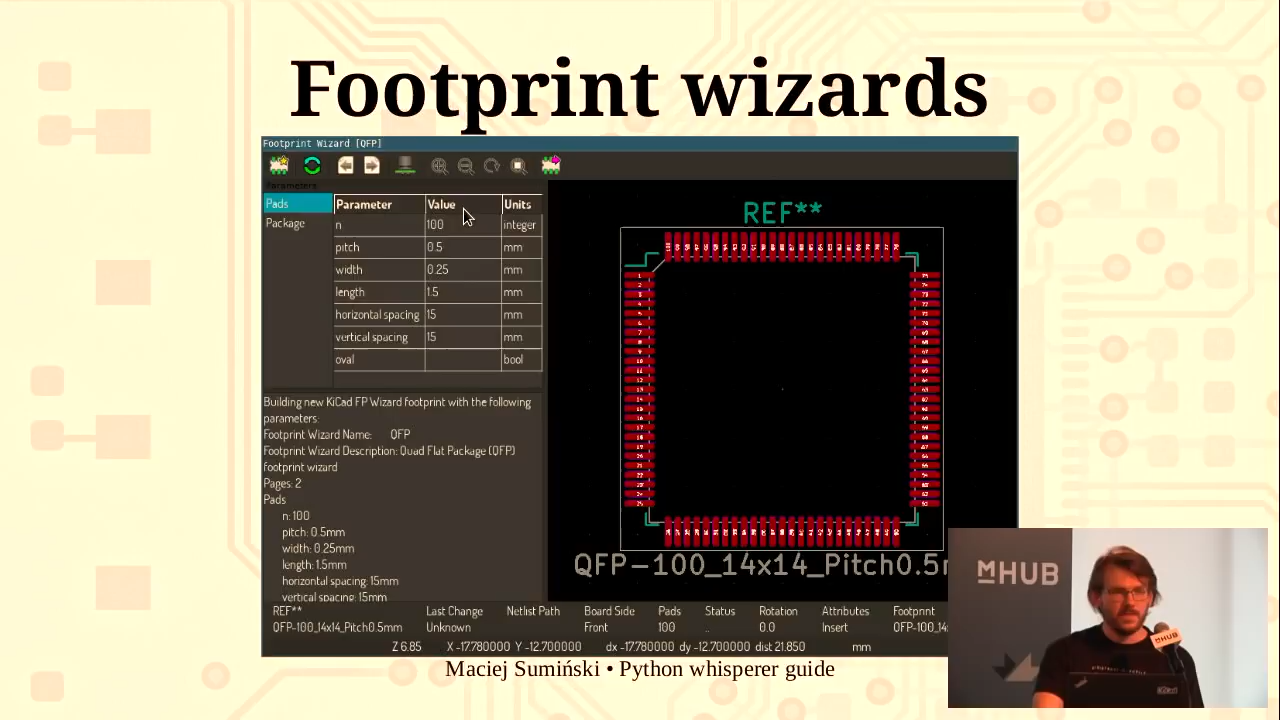 Footprint wizards
Footprint Wizard [QFP]
Parameters
Pads
Package
Parameter Value Units
n 100 integer
pitch 0.5 mm
width 0.25 mm
length 1.5 mm
horizontal spacing 15 mm
vertical spacing 15 mm
oval bool
Building new KiCad FP Wizard footprint with the following
parameters:
Footprint Wizard Name: QFP
Footprint Wizard Description: Quad Flat Package (QFP)
footprint wizard
Pages: 2
Pads
n: 100
pitch: 0.5mm
width: 0.25mm
length: 1.5mm
horizontal spacing: 15mm
vertical spacing: 15mm
REF**
QFP-100_14x14_Pitch0.5m
REF** Last Change Netlist Path Board Side Pads Status Rotation Attributes Footprint
QFP-100_14x14_Pitch0.5mm Unknown Front 100 .. 0.0 Insert QFP-100_14
Z 6.85 X -17.780000 Y -12.700000 dx -17.780000 dy -12.700000 dist 21.850 mm
Maciej Sumiński • Python whisperer guide
MHUB
MHUB
KiCad